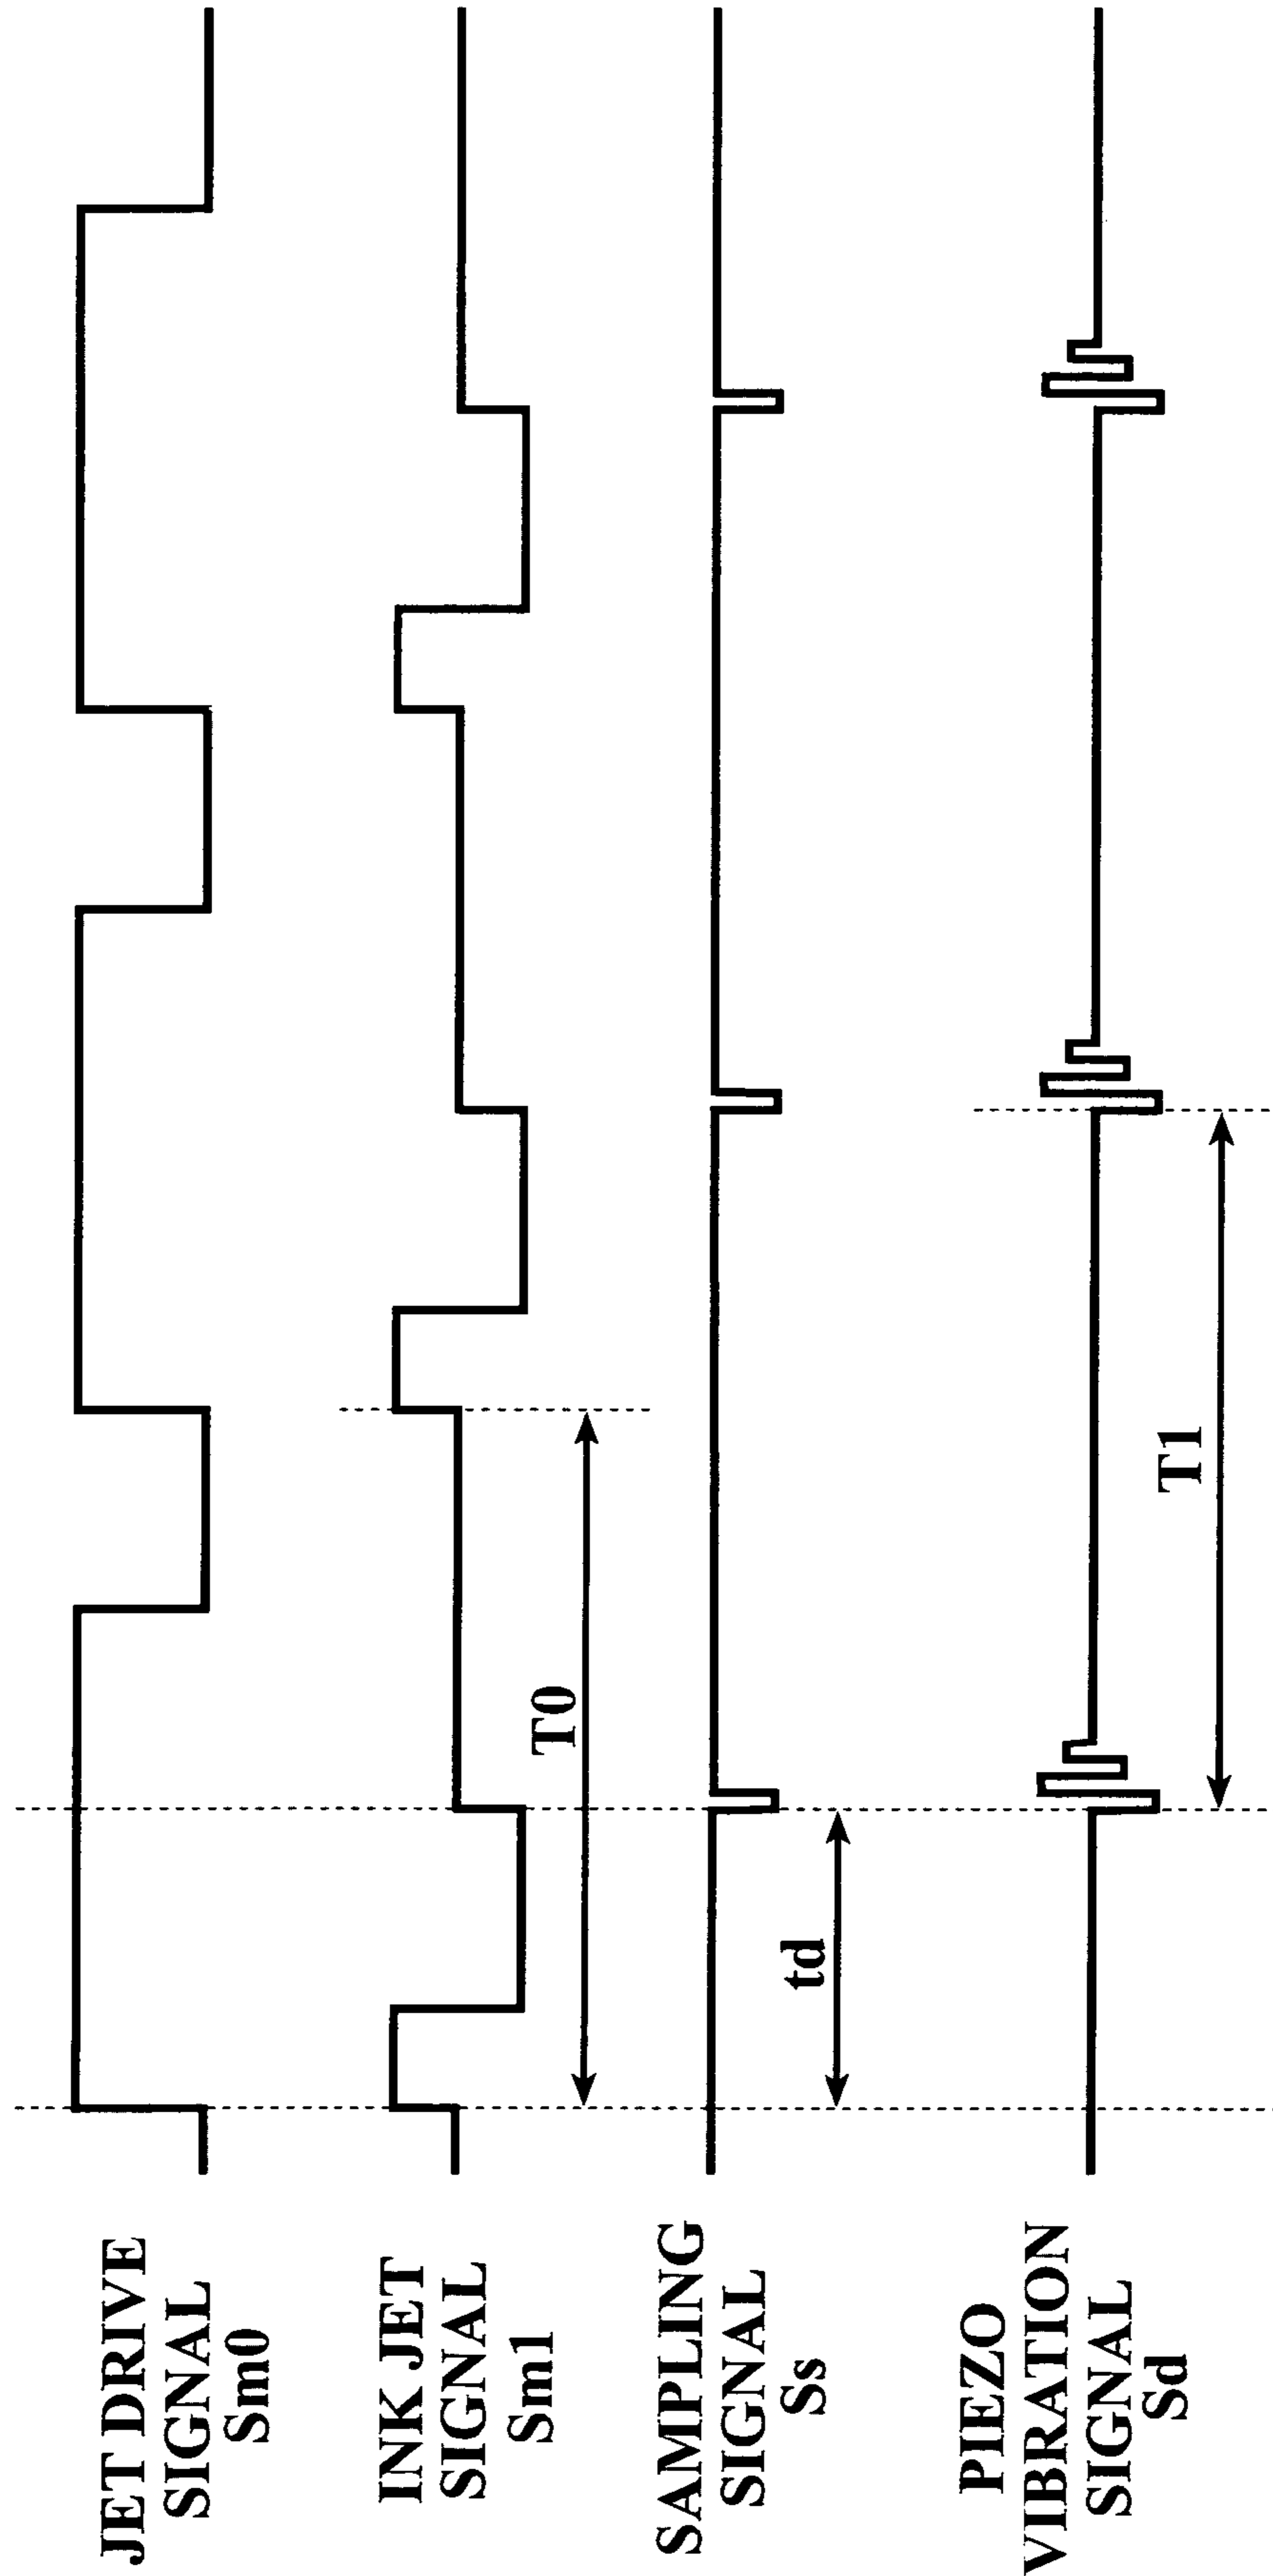 JET DRIVE
SIGNAL
Sm0
INK JET
SIGNAL
Sm1
T0
SAMPLING
SIGNAL
Ss
td
PIEZO
VIBRATION
SIGNAL
Sd
T1